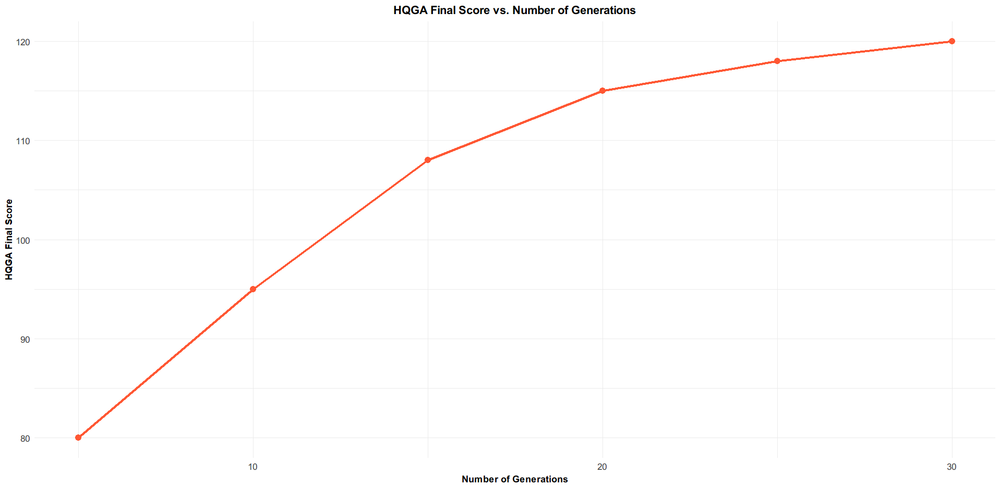 HQGA Final Score vs. Number of Generations
HQGA Final Score
120
110
100
90
80
10
20
30
Number of Generations